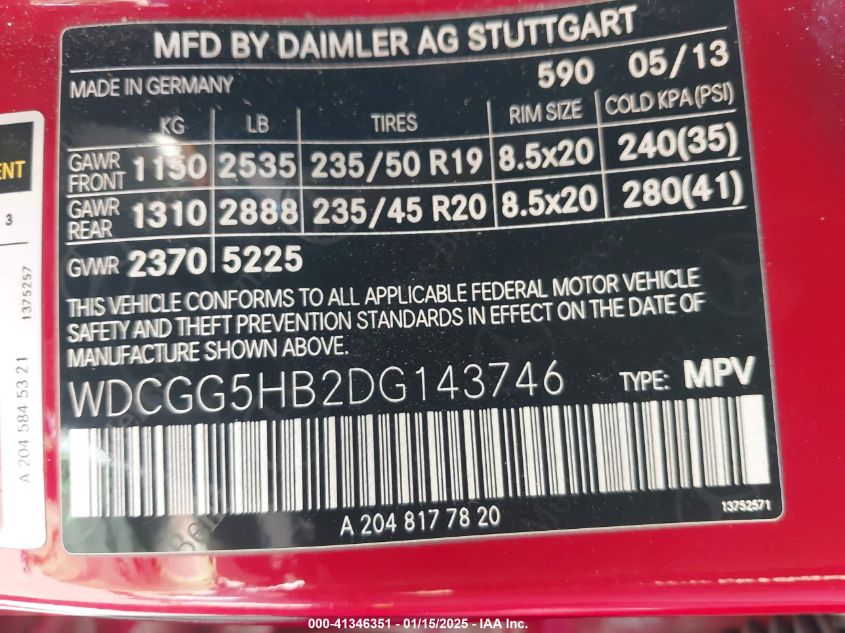 MFD BY DAIMLER AG STUTTGART
MADE IN GERMANY 590 05/13
KG LB TIRES RIM SIZE COLD KPA(PSI)
GAWR FRONT 1150 2535 235/50 R19 8.5x20 240(35)
GAWR REAR 1310 2888 235/45 R20 8.5x20 280(41)
GVWR 2370 5225
THIS VEHICLE CONFORMS TO ALL APPLICABLE FEDERAL MOTOR VEHICLE
SAFETY AND THEFT PREVENTION STANDARDS IN EFFECT ON THE DATE OF
MANUFACTURE SHOWN ABOVE.
WDCGG5HB2DG143746 TYPE: MPV
A 204 817 78 20
13752571
3
1375257
A 204 584 53 21
000-41346351 - 01/15/2025 - IAA Inc.